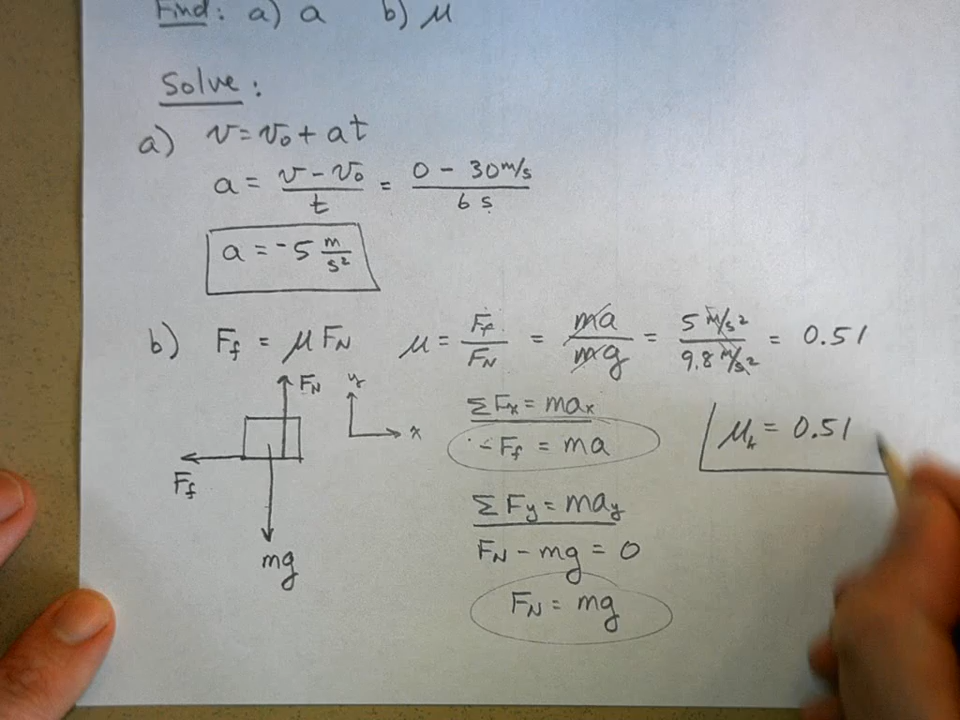 Find: a) a b) μ
Solve:
a) v = v₀ + at
a = (v - v₀)/t = (0 - 30 m/s)/(6 s)
a = -5 m/s²
b) F_f = μ F_N μ = F_f/F_N = ma/mg = (5 m/s²)/(9.8 m/s²) = 0.51
F_N y x
F_f
mg
ΣF_x = ma_x
-F_f = ma
μ_k = 0.51
ΣF_y = ma_y
F_N - mg = 0
F_N = mg